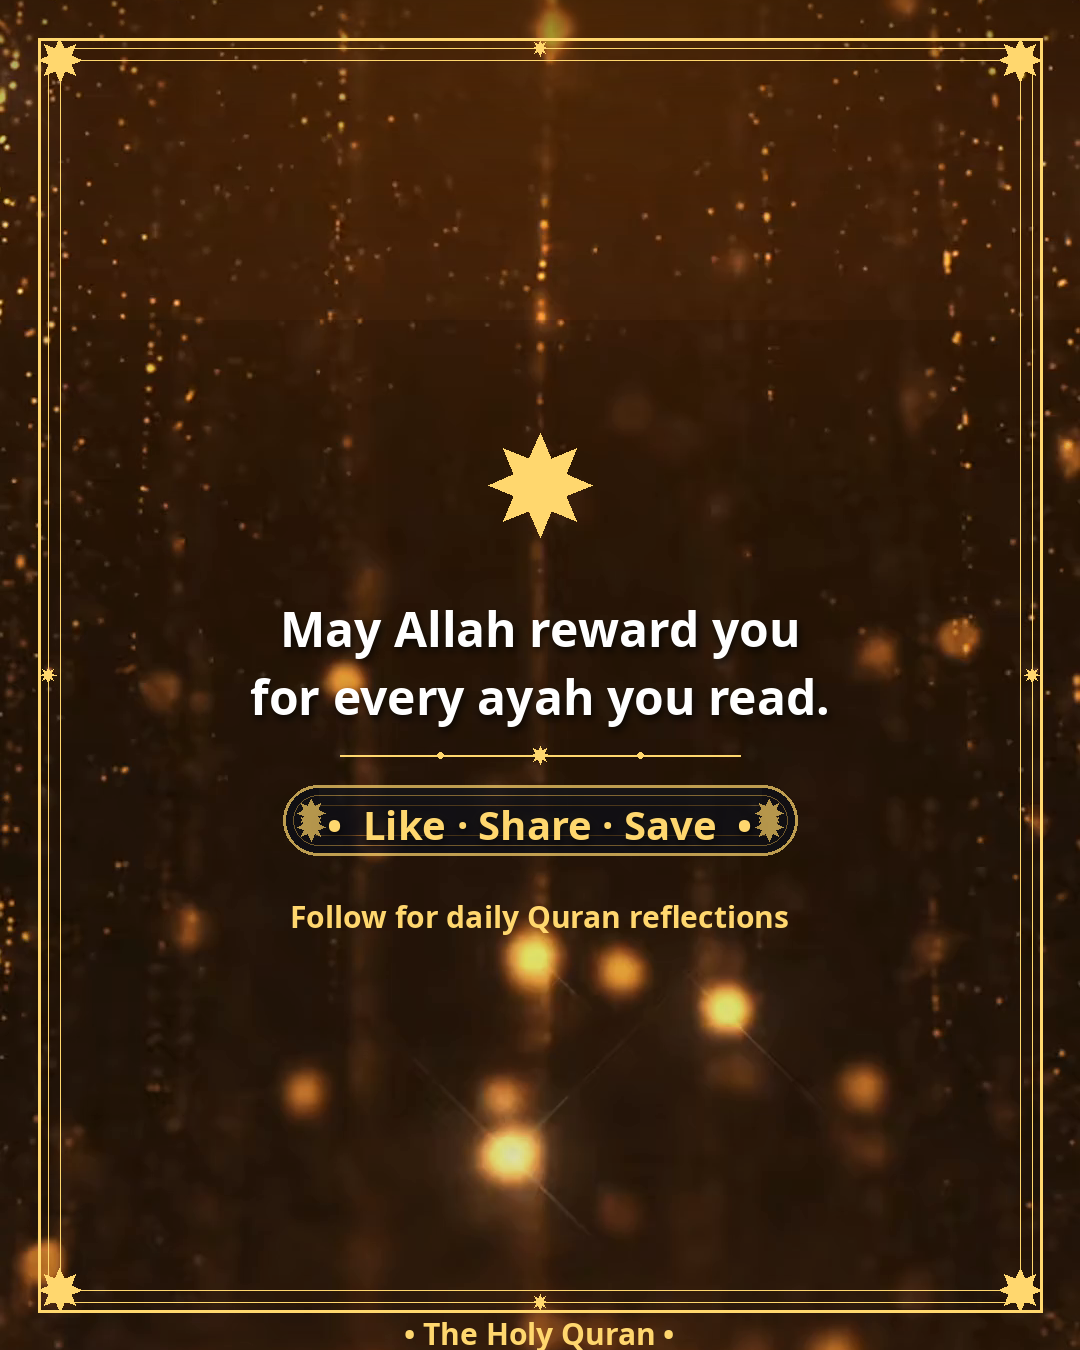 May Allah reward you
for every ayah you read.
• Like · Share · Save •
Follow for daily Quran reflections
• The Holy Quran •